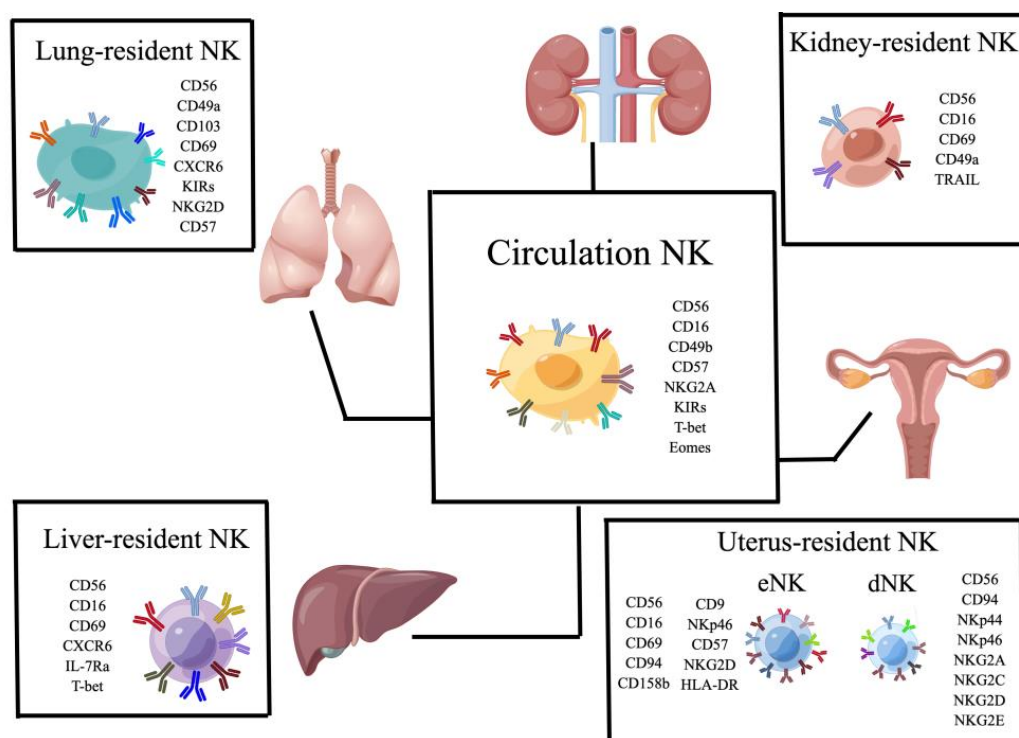 Lung-resident NK
CD56
CD49a
CD103
CD69
CXCR6
KIRs
NKG2D
CD57
Kidney-resident NK
CD56
CD16
CD69
CD49a
TRAIL
Circulation NK
CD56
CD16
CD49b
CD57
NKG2A
KIRs
T-bet
Eomes
Liver-resident NK
CD56
CD16
CD69
CXCR6
IL-7Ra
T-bet
Uterus-resident NK
eNK
CD56
CD16
CD69
CD94
CD158b
CD9
NKp46
CD57
NKG2D
HLA-DR
dNK
CD56
CD94
NKp44
NKp46
NKG2A
NKG2C
NKG2D
NKG2E